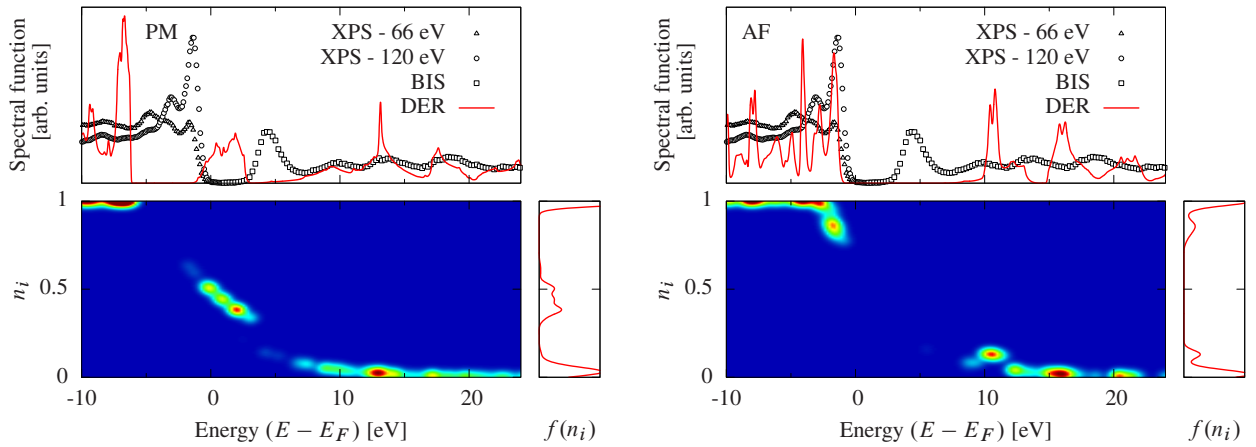 Spectral function
[arb. units]
PM
XPS - 66 eV
XPS - 120 eV
BIS
DER
1
0.5
0
n_i
-10
0
10
20
Energy (E − E_F) [eV]
f(n_i)
Spectral function
[arb. units]
AF
XPS - 66 eV
XPS - 120 eV
BIS
DER
1
0.5
0
n_i
-10
0
10
20
Energy (E − E_F) [eV]
f(n_i)